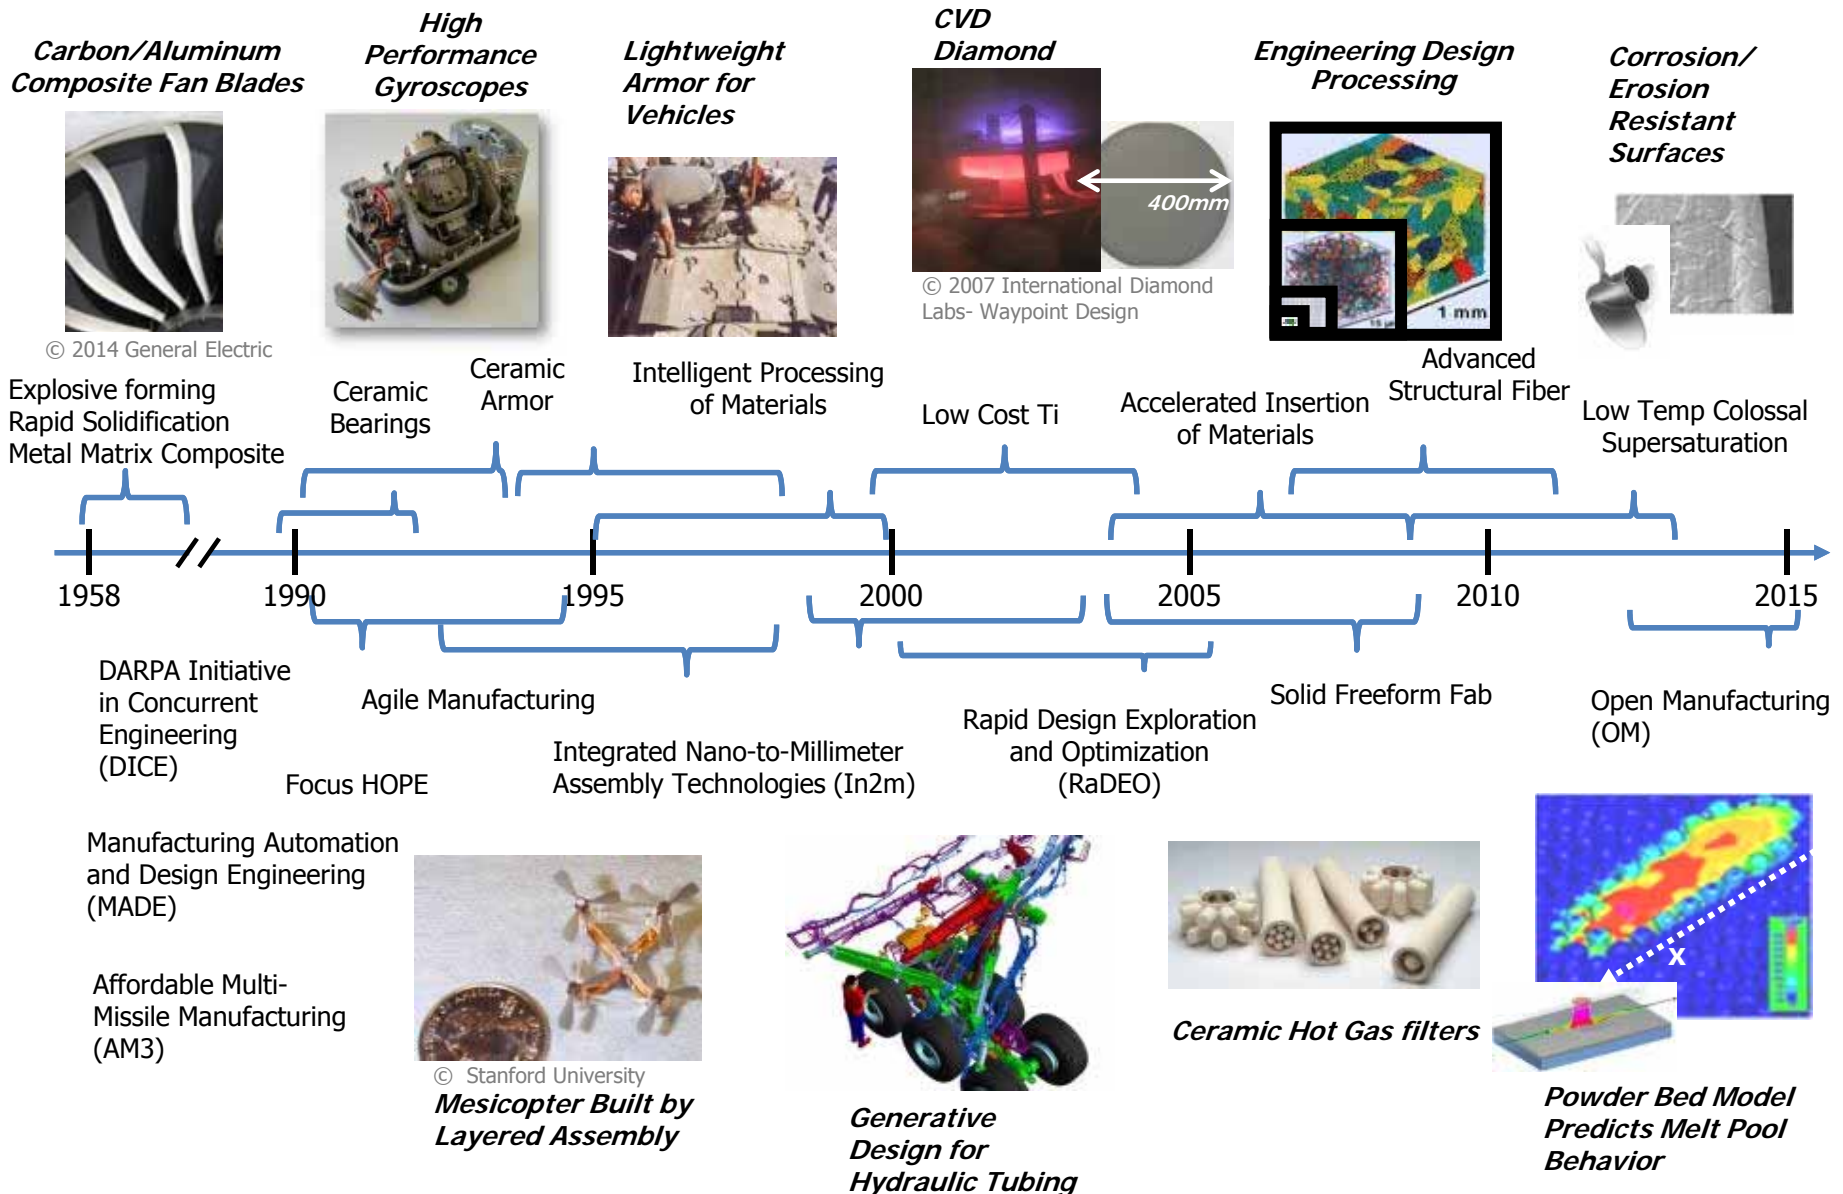 Carbon/Aluminum
Composite Fan Blades
High
Performance
Gyroscopes
Lightweight
Armor for
Vehicles
CVD
Diamond
Engineering Design
Processing
Corrosion/
Erosion
Resistant
Surfaces
400mm
1 mm
© 2014 General Electric
© 2007 International Diamond
Labs- Waypoint Design
Explosive forming
Rapid Solidification
Metal Matrix Composite
Ceramic
Bearings
Ceramic
Armor
Intelligent Processing
of Materials
Low Cost Ti
Accelerated Insertion
of Materials
Advanced
Structural Fiber
Low Temp Colossal
Supersaturation
1958
1990
1995
2000
2005
2010
2015
DARPA Initiative
in Concurrent
Engineering
(DICE)
Agile Manufacturing
Focus HOPE
Integrated Nano-to-Millimeter
Assembly Technologies (In2m)
Rapid Design Exploration
and Optimization
(RaDEO)
Solid Freeform Fab
Open Manufacturing
(OM)
Manufacturing Automation
and Design Engineering
(MADE)
Affordable Multi-
Missile Manufacturing
(AM3)
© Stanford University
Mesicopter Built by
Layered Assembly
Generative
Design for
Hydraulic Tubing
Ceramic Hot Gas filters
x
Powder Bed Model
Predicts Melt Pool
Behavior